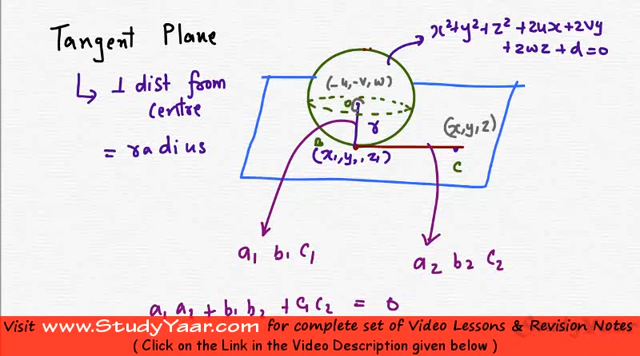 Tangent Plane
↳ ⊥ dist from
centre
= radius
x²+y²+z²+2ux+2vy
+2wz+d=0
(-u,-v,w)
O
r
(x,y,z)
B
(x₁,y₁,z₁)
C
a₁ b₁ c₁
a₂ b₂ c₂
a₁a₂ + b₁b₂ + c₁c₂ = 0
Visit www.StudyYaar.com for complete set of Video Lessons & Revision Notes
( Click on the Link in the Video Description given below )